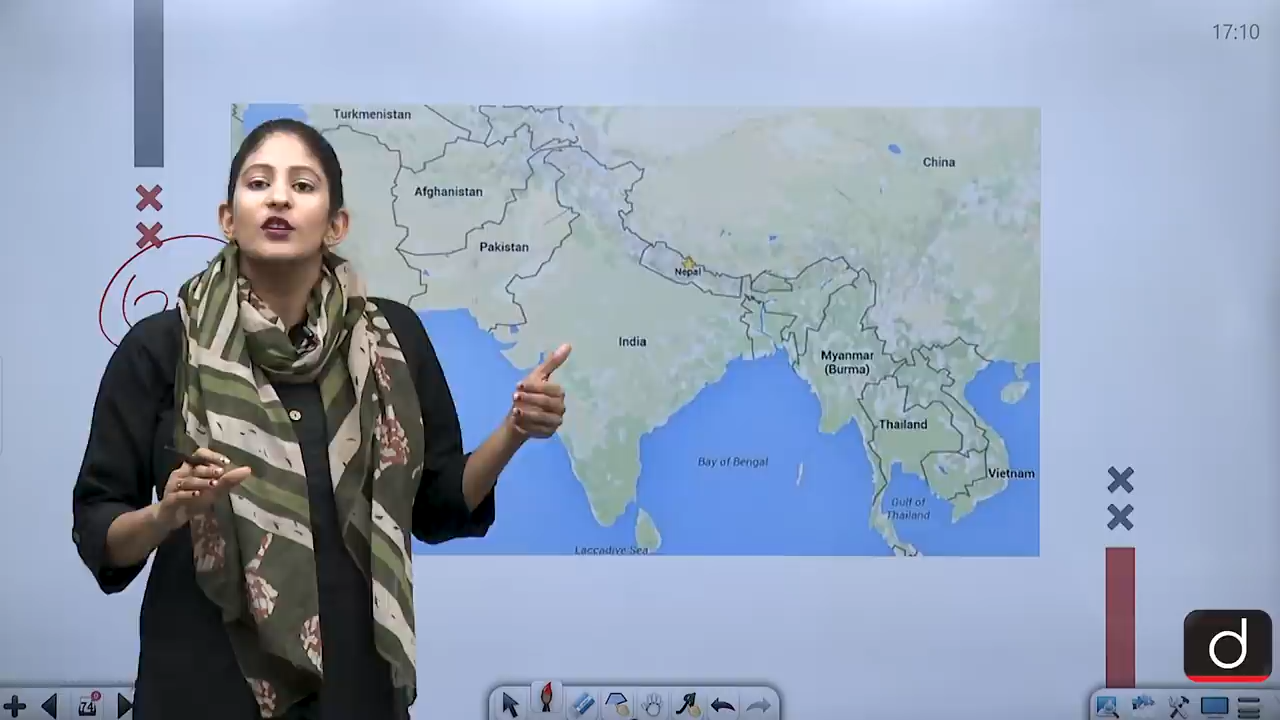 17:10
Turkmenistan
China
Afghanistan
Pakistan
Nepal
India
Myanmar
(Burma)
Thailand
Bay of Bengal
Vietnam
Gulf of
Thailand
Laccadive Sea
74
d